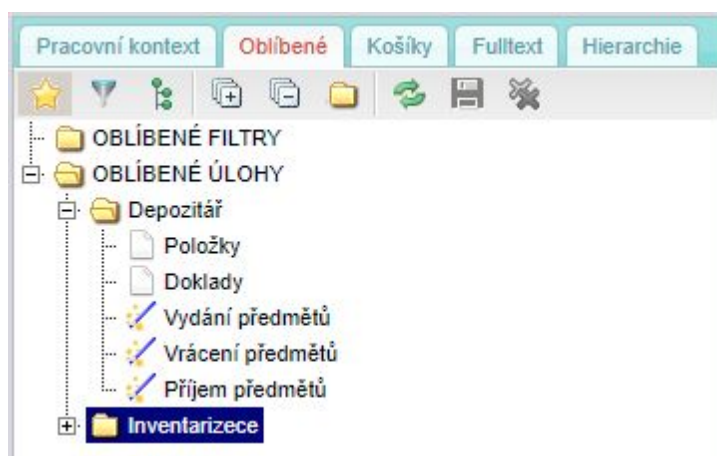 Pracovní kontext Oblíbené Košíky Fulltext Hierarchie
OBLÍBENÉ FILTRY
OBLÍBENÉ ÚLOHY
Depozitář
Položky
Doklady
Vydání předmětů
Vrácení předmětů
Příjem předmětů
Inventarizece